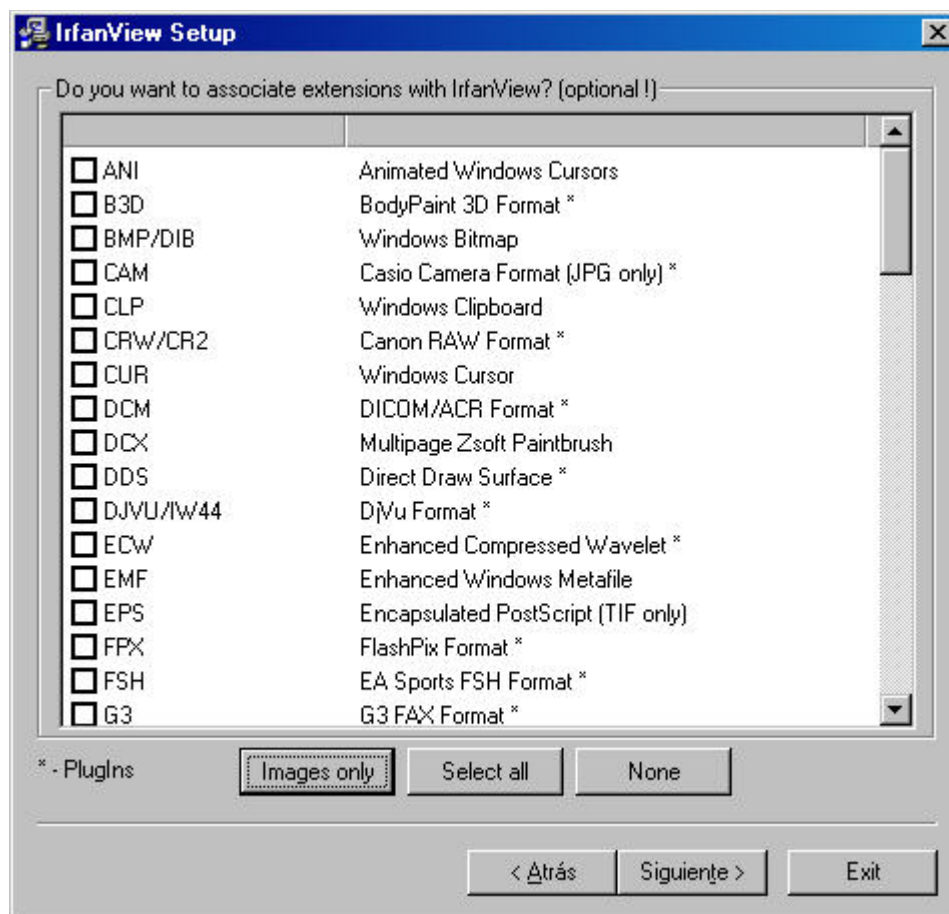 IrfanView Setup
Do you want to associate extensions with IrfanView? (optional !)
ANI Animated Windows Cursors
B3D BodyPaint 3D Format *
BMP/DIB Windows Bitmap
CAM Casio Camera Format (JPG only) *
CLP Windows Clipboard
CRW/CR2 Canon RAW Format *
CUR Windows Cursor
DCM DICOM/ACR Format *
DCX Multipage Zsoft Paintbrush
DDS Direct Draw Surface *
DJVU/IW44 DjVu Format *
ECW Enhanced Compressed Wavelet *
EMF Enhanced Windows Metafile
EPS Encapsulated PostScript (TIF only)
FPX FlashPix Format *
FSH EA Sports FSH Format *
G3 G3 FAX Format *
* - PlugIns Images only Select all None
< Atrás Siguiente > Exit